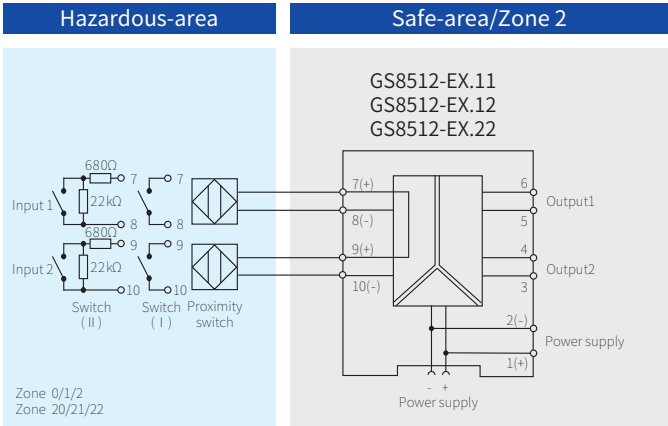 Hazardous-area
Safe-area/Zone 2
GS8512-EX.11
GS8512-EX.12
GS8512-EX.22
680Ω
7
7
7(+)
6
Input 1
22kΩ
Output1
8
8
8(-)
5
680Ω
9
9
9(+)
4
Input 2
22kΩ
Output2
10
10
10(-)
3
Switch
(Ⅱ)
Switch
(Ⅰ)
Proximity
switch
2(-)
Power supply
1(+)
- +
Power supply
Zone 0/1/2
Zone 20/21/22